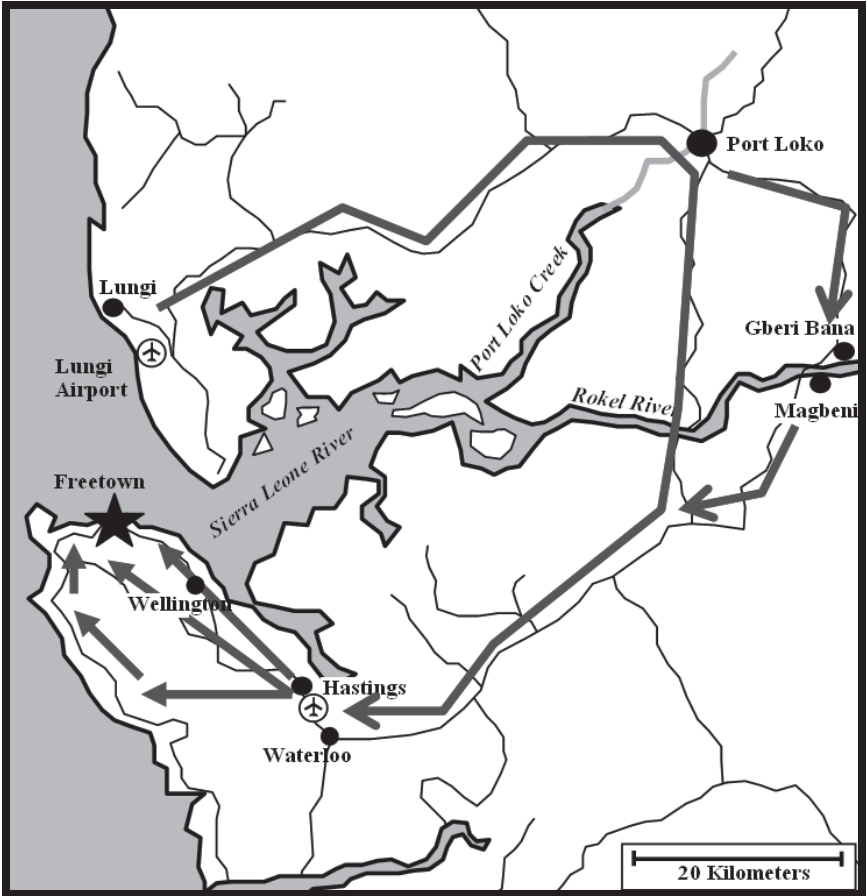 Port Loko
Lungi
Port Loko Creek
Gberi Bana
Lungi
Airport
Rokel River
Magbeni
Sierra Leone River
Freetown
Wellington
Hastings
Waterloo
20 Kilometers